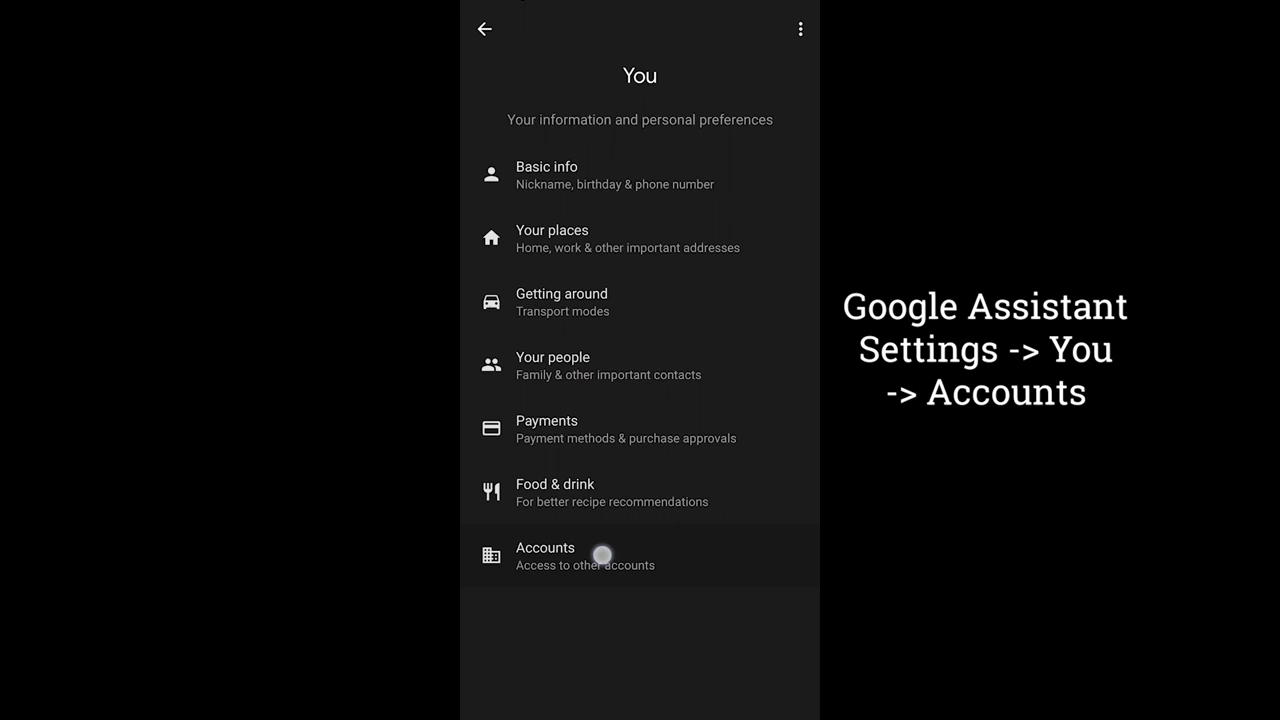 You
Your information and personal preferences
Basic info
Nickname, birthday & phone number
Your places
Home, work & other important addresses
Getting around
Transport modes
Your people
Family & other important contacts
Payments
Payment methods & purchase approvals
Food & drink
For better recipe recommendations
Accounts
Access to other accounts
Google Assistant
Settings -> You
-> Accounts